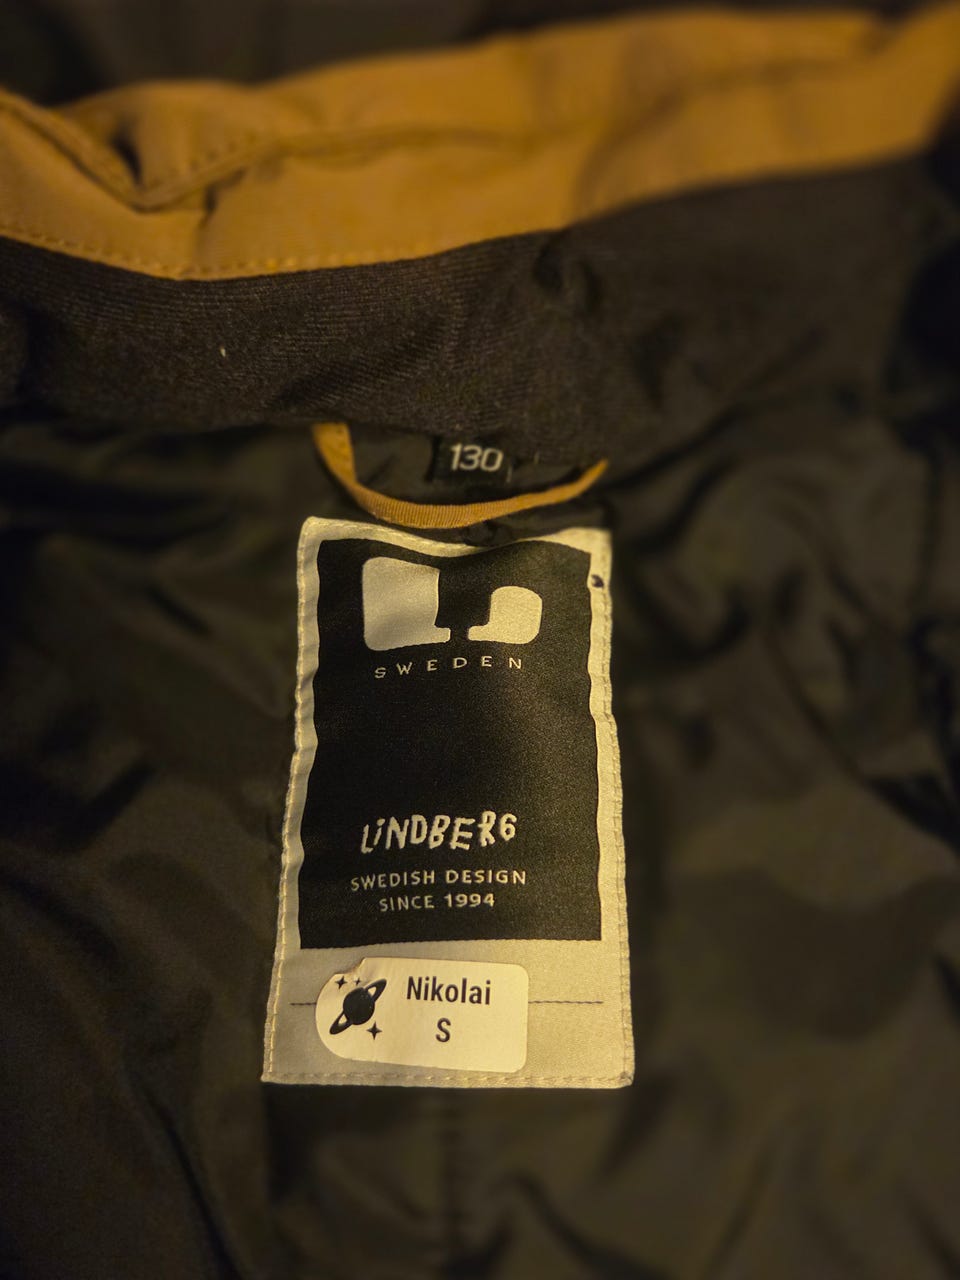 130
SWEDEN
LiNDBERG
SWEDISH DESIGN
SINCE 1994
Nikolai
S